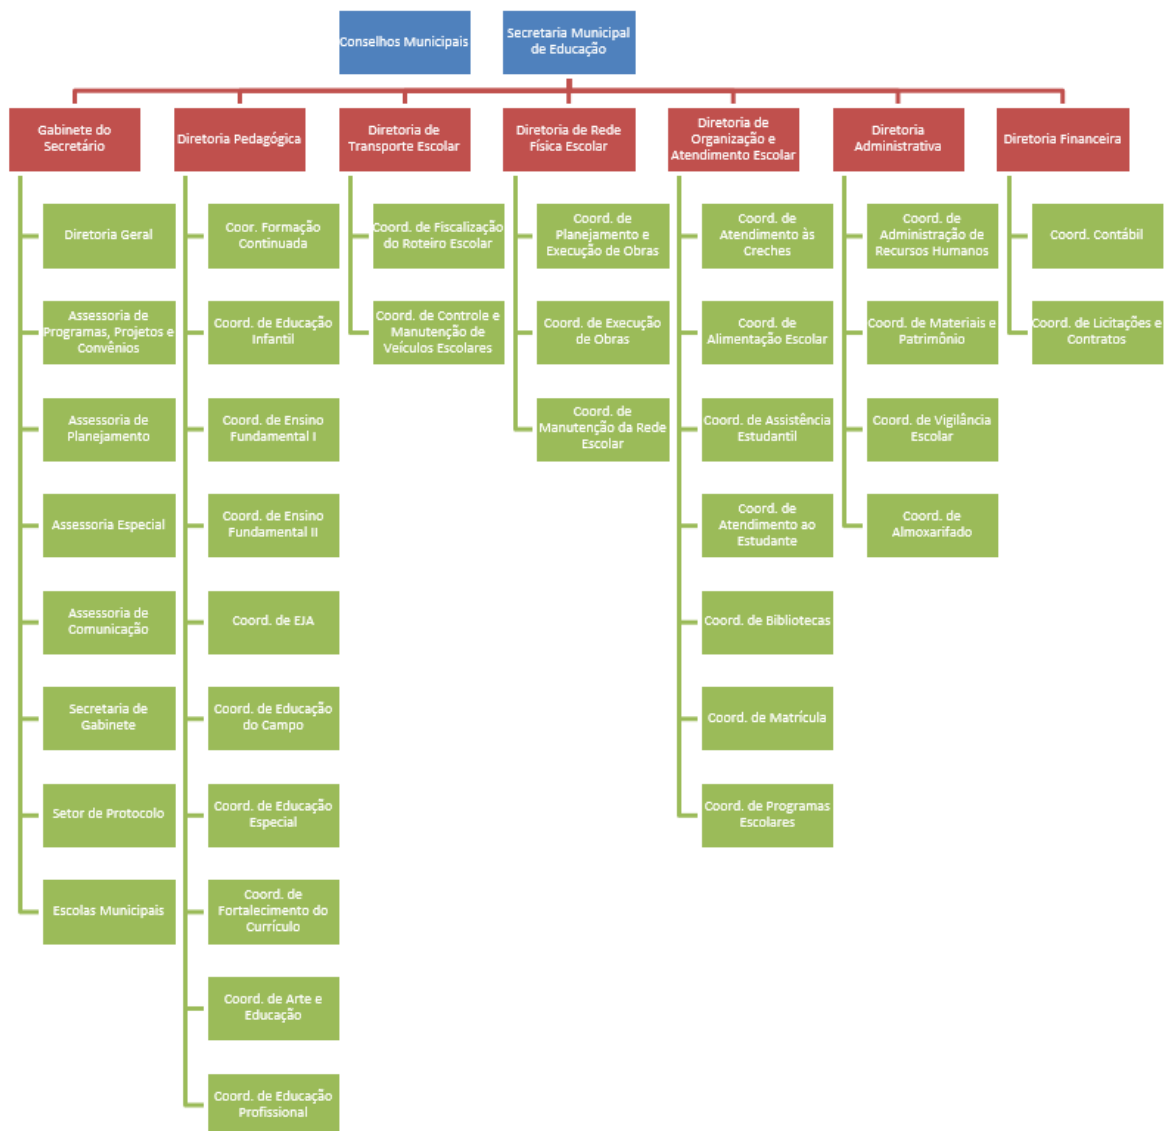 Conselhos Municipais
Secretaria Municipal
de Educação
Gabinete do
Secretário
Diretoria Pedagógica
Diretoria de
Transporte Escolar
Diretoria de Rede
Física Escolar
Diretoria de
Organização e
Atendimento Escolar
Diretoria
Administrativa
Diretoria Financeira
Diretoria Geral
Assessoria de
Programas, Projetos e
Convênios
Assessoria de
Planejamento
Assessoria Especial
Assessoria de
Comunicação
Secretaria de
Gabinete
Setor de Protocolo
Escolas Municipais
Coor. Formação
Continuada
Coord. de Educação
Infantil
Coord. de Ensino
Fundamental I
Coord. de Ensino
Fundamental II
Coord. de EJA
Coord. de Educação
do Campo
Coord. de Educação
Especial
Coord. de
Fortalecimento do
Currículo
Coord. de Arte e
Educação
Coord. de Educação
Profissional
Coord. de Fiscalização
do Roteiro Escolar
Coord. de Controle e
Manutenção de
Veículos Escolares
Coord. de
Planejamento e
Execução de Obras
Coord. de Execução
de Obras
Coord. de
Manutenção da Rede
Escolar
Coord. de
Atendimento às
Creches
Coord. de
Alimentação Escolar
Coord. de Assistência
Estudantil
Coord. de
Atendimento ao
Estudante
Coord. de Bibliotecas
Coord. de Matrícula
Coord. de Programas
Escolares
Coord. de
Administração de
Recursos Humanos
Coord. de Materiais e
Patrimônio
Coord. de Vigilância
Escolar
Coord. de
Almoxarifado
Coord. Contábil
Coord. de Licitações e
Contratos